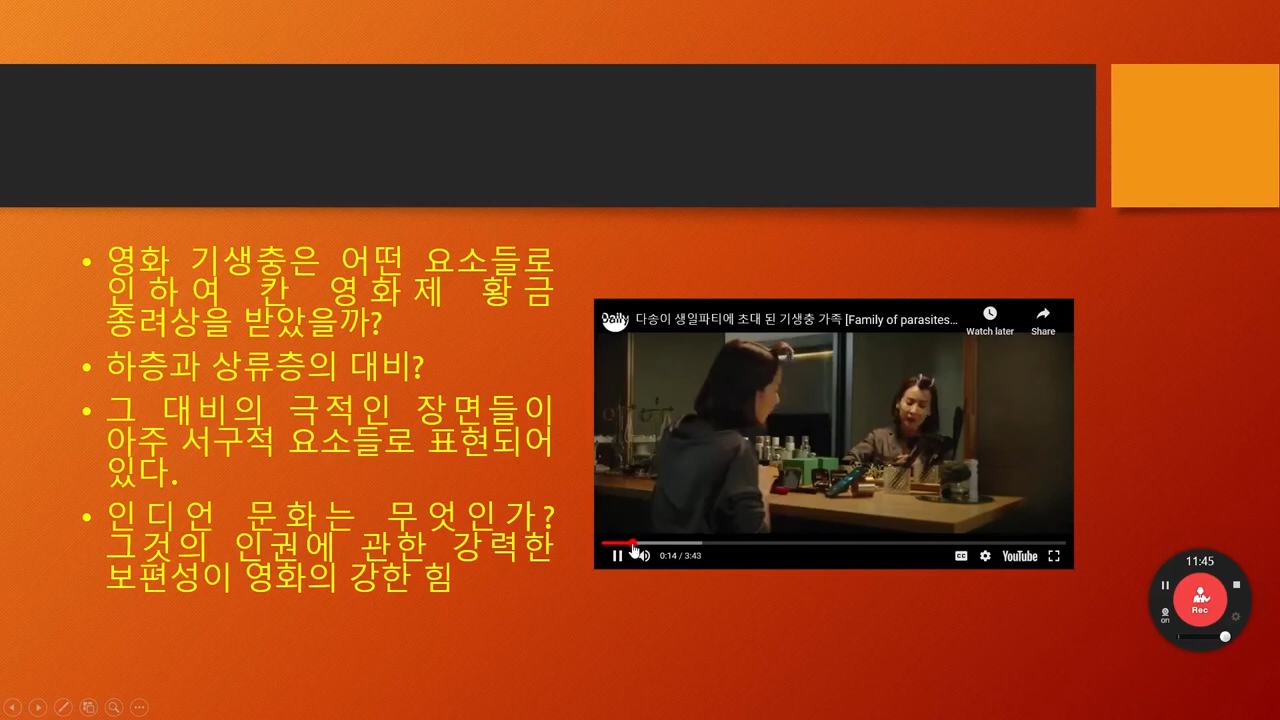 영화 기생충은 어떤 요소들로
인하여 칸 영화제 황금
종려상을 받았을까?
하층과 상류층의 대비?
그 대비의 극적인 장면들이
아주 서구적 요소들로 표현되어
있다.
인디언 문화는 무엇인가?
그것의 인권에 관한 강력한
보편성이 영화의 강한 힘
Daily 다송이 생일파티에 초대 된 기생충 가족 [Family of parasites...
Watch later Share
0:14 / 3:43 CC YouTube
11:45
Rec
on